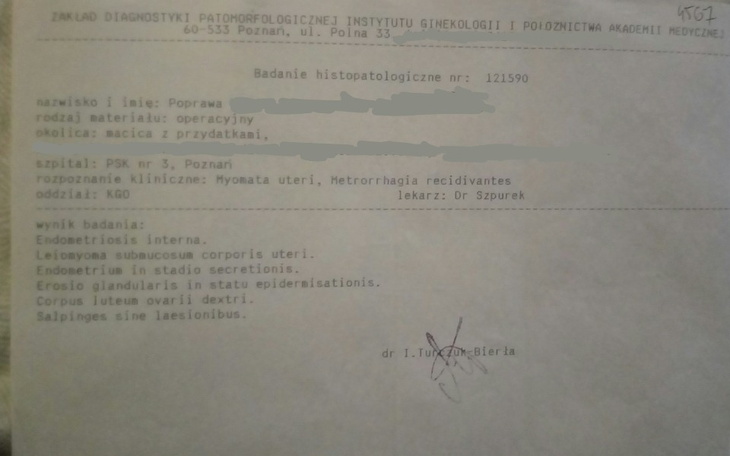 4567
ZAKŁAD DIAGNOSTYKI PATOMORFOLOGICZNEJ INSTYTUTU GINEKOLOGII I POŁOŻNICTWA AKADEMII MEDYCZNEJ
60-533 Poznań, ul. Polna 33
Badanie histopatologiczne nr: 121590
nazwisko i imię: Poprawa
rodzaj materiału: operacyjny
okolica: macica z przydatkami,
szpital: PSK nr 3, Poznań
rozpoznanie kliniczne: Myomata uteri, Metrorrhagia recidivantes
oddział: KGO lekarz: Dr Szpurek
wynik badania:
Endometriosis interna.
Leiomyoma submucosum corporis uteri.
Endometrium in stadio secretionis.
Erosio glandularis in statu epidermisationis.
Corpus luteum ovarii dextri.
Salpinges sine laesionibus.
dr I.Turczuk-Bierła